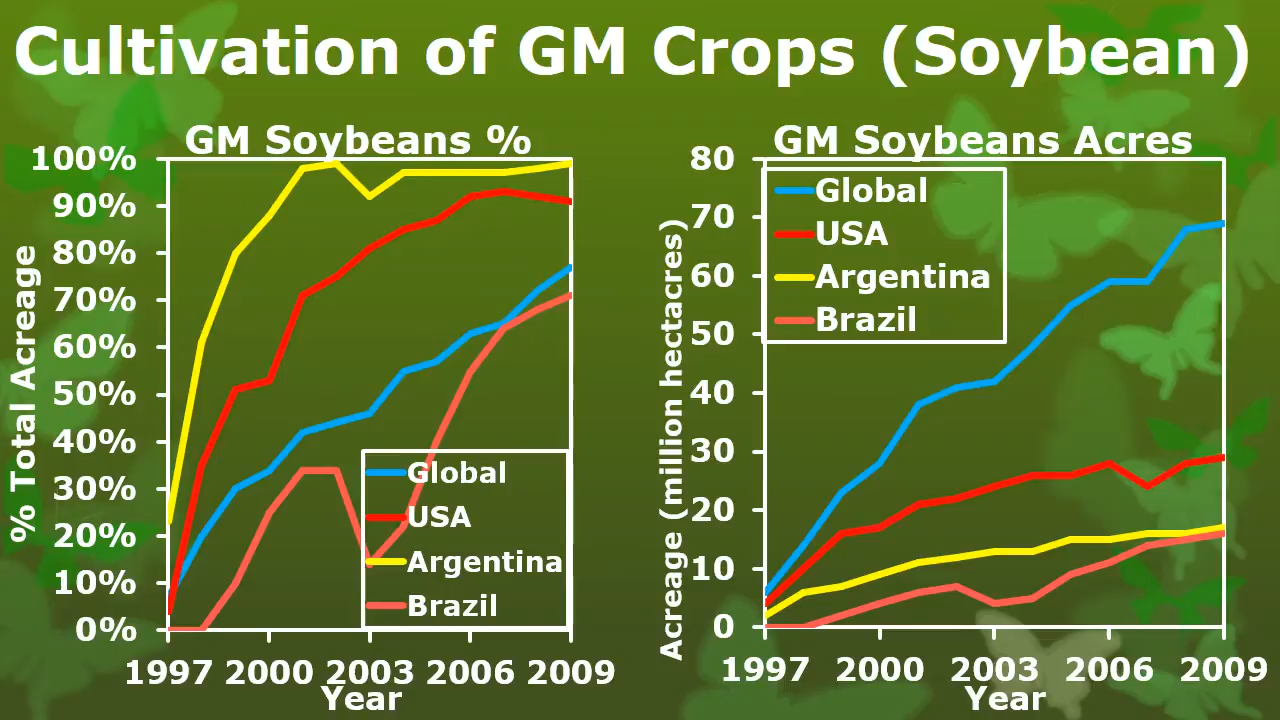 Cultivation of GM Crops (Soybean)
GM Soybeans %
% Total Acreage
100%
90%
80%
70%
60%
50%
40%
30%
20%
10%
0%
Global
USA
Argentina
Brazil
1997 2000 2003 2006 2009
Year
GM Soybeans Acres
Acreage (million hectacres)
80
70
60
50
40
30
20
10
0
Global
USA
Argentina
Brazil
1997 2000 2003 2006 2009
Year